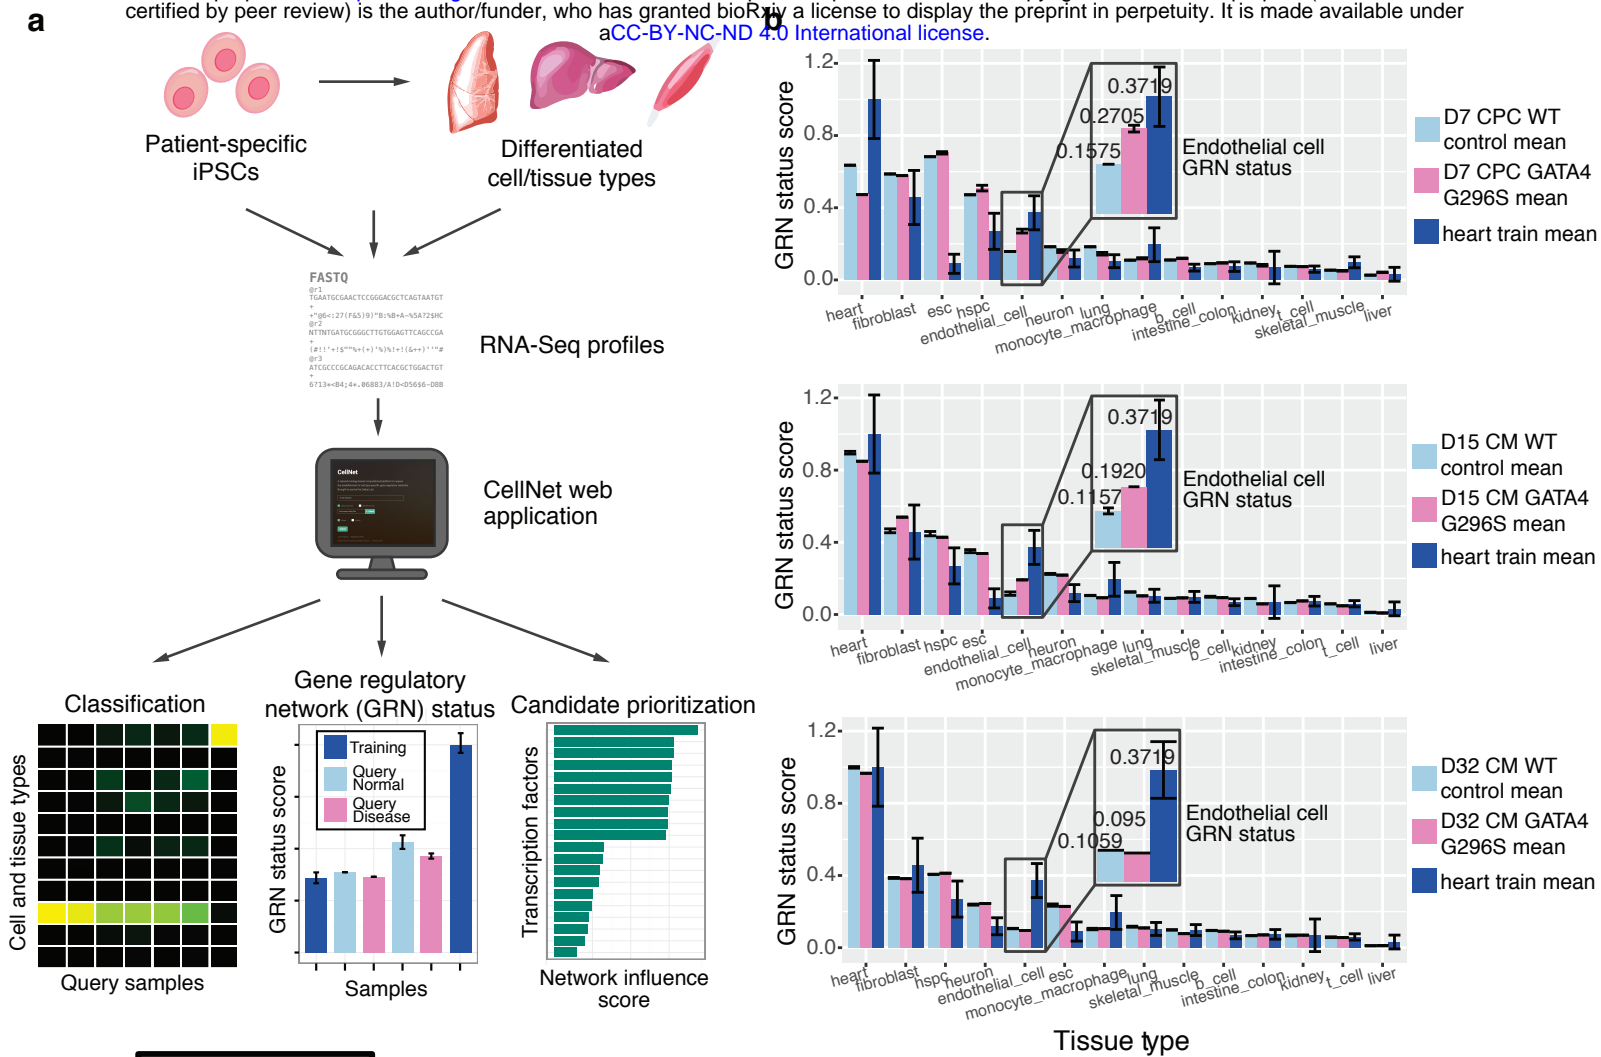 certified by peer review) is the author/funder, who has granted bioRxiv a license to display the preprint in perpetuity. It is made available under
aCC-BY-NC-ND 4.0 International license.
a
Patient-specific
iPSCs
Differentiated
cell/tissue types
FASTQ
@r1
TGAATGCGAACTCCGGGACGCTCAGTAATGT
+
@r2
NTTNTGATGCGGGCTTGTGGAGTTCAGCCGA
+
@r3
ATCGCCCGCAGACACCTTCACGCTGGACTGT
+
RNA-Seq profiles
CellNet
CellNet web
application
Classification
Cell and tissue types
Query samples
Gene regulatory
network (GRN) status
GRN status score
Training
Query
Normal
Query
Disease
Samples
Candidate prioritization
Transcription factors
Network influence
score
b
GRN status score
1.2
0.8
0.4
0.0
0.3719
0.2705
0.1575
Endothelial cell
GRN status
heart
fibroblast
esc
hspc
endothelial_cell
neuron
lung
monocyte_macrophage
b_cell
intestine_colon
kidney
t_cell
skeletal_muscle
liver
D7 CPC WT
control mean
D7 CPC GATA4
G296S mean
heart train mean
GRN status score
1.2
0.8
0.4
0.0
0.3719
0.1920
0.1157
Endothelial cell
GRN status
heart
fibroblast
hspc
esc
endothelial_cell
neuron
monocyte_macrophage
lung
skeletal_muscle
b_cell
kidney
intestine_colon
t_cell
liver
D15 CM WT
control mean
D15 CM GATA4
G296S mean
heart train mean
GRN status score
1.2
0.8
0.4
0.0
0.3719
0.095
0.1059
Endothelial cell
GRN status
heart
fibroblast
hspc
neuron
endothelial_cell
esc
monocyte_macrophage
lung
skeletal_muscle
b_cell
intestine_colon
kidney
t_cell
liver
D32 CM WT
control mean
D32 CM GATA4
G296S mean
heart train mean
Tissue type